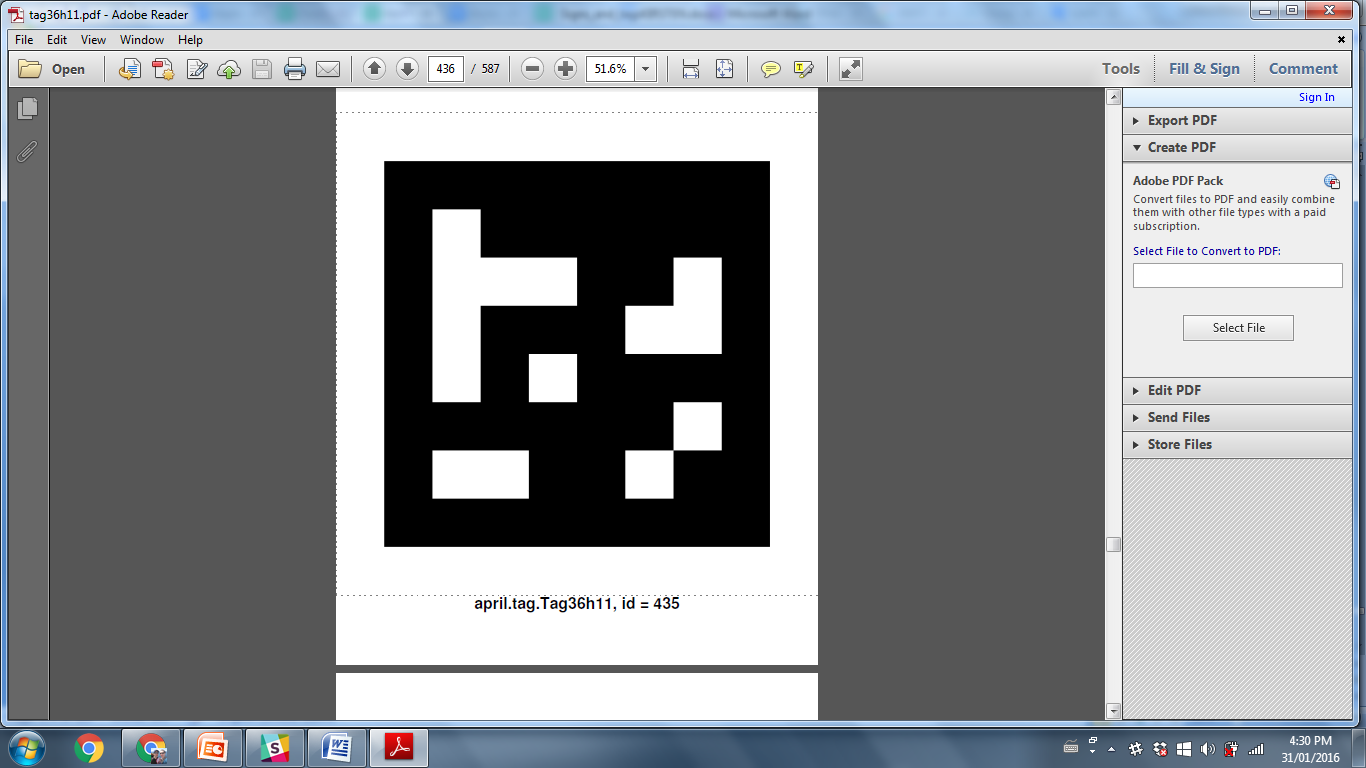 tag36h11.pdf - Adobe Reader
File Edit View Window Help
Open 436 / 587 51.6% Tools Fill & Sign Comment
Sign In
Export PDF
Create PDF
Adobe PDF Pack
Convert files to PDF and easily combine
them with other file types with a paid
subscription.
Select File to Convert to PDF:
Select File
Edit PDF
Send Files
Store Files
april.tag.Tag36h11, id = 435
4:30 PM
31/01/2016